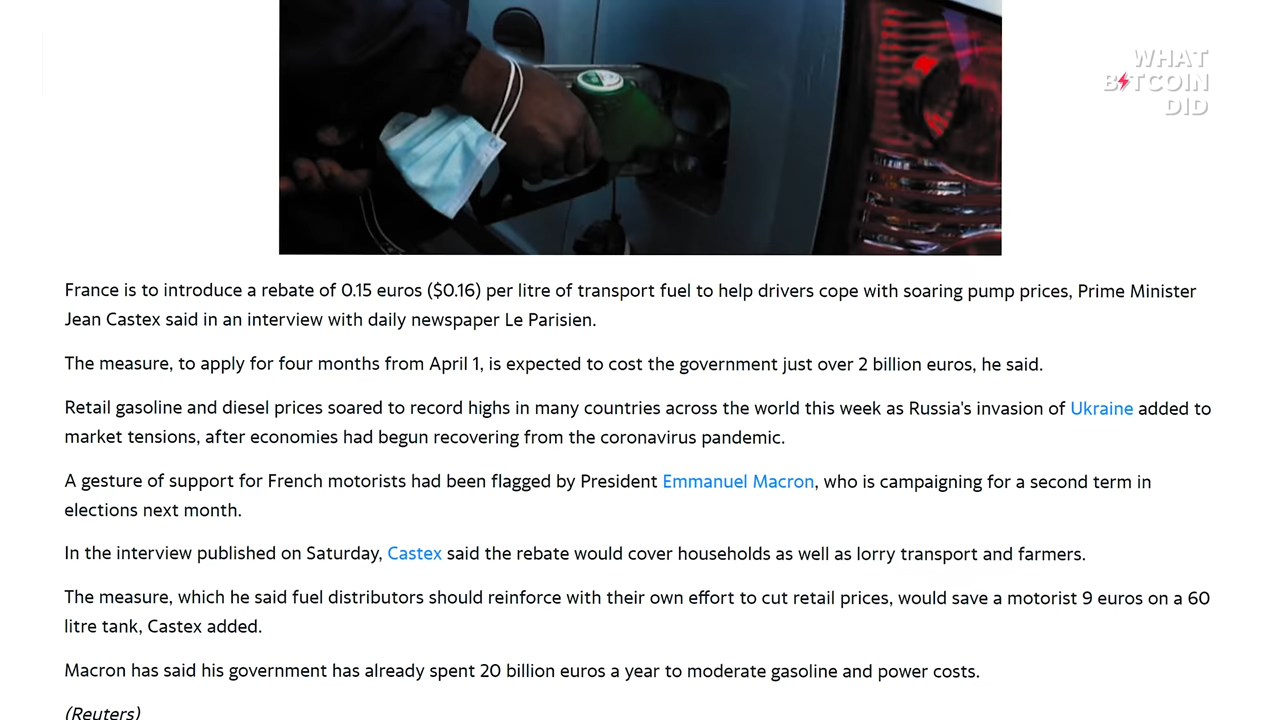 WHAT
BITCOIN
DID
France is to introduce a rebate of 0.15 euros ($0.16) per litre of transport fuel to help drivers cope with soaring pump prices, Prime Minister
Jean Castex said in an interview with daily newspaper Le Parisien.
The measure, to apply for four months from April 1, is expected to cost the government just over 2 billion euros, he said.
Retail gasoline and diesel prices soared to record highs in many countries across the world this week as Russia's invasion of Ukraine added to
market tensions, after economies had begun recovering from the coronavirus pandemic.
A gesture of support for French motorists had been flagged by President Emmanuel Macron, who is campaigning for a second term in
elections next month.
In the interview published on Saturday, Castex said the rebate would cover households as well as lorry transport and farmers.
The measure, which he said fuel distributors should reinforce with their own effort to cut retail prices, would save a motorist 9 euros on a 60
litre tank, Castex added.
Macron has said his government has already spent 20 billion euros a year to moderate gasoline and power costs.
(Reuters)